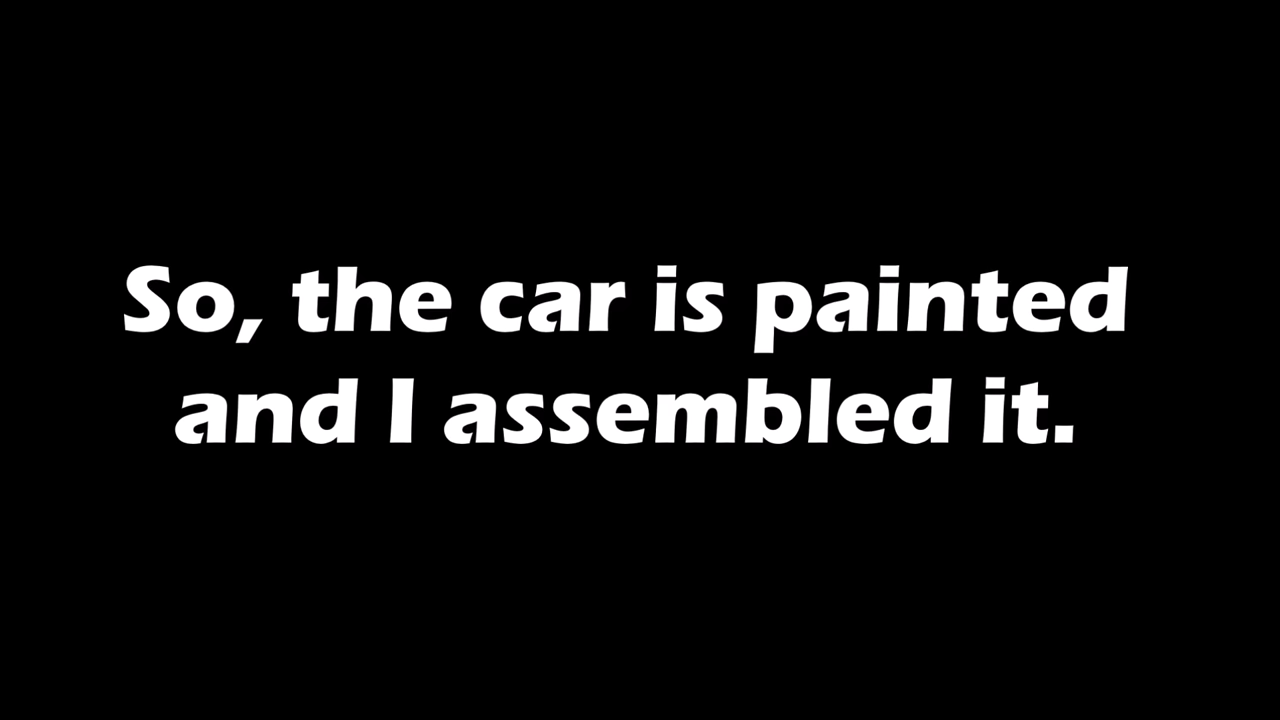 So, the car is painted
and I assembled it.